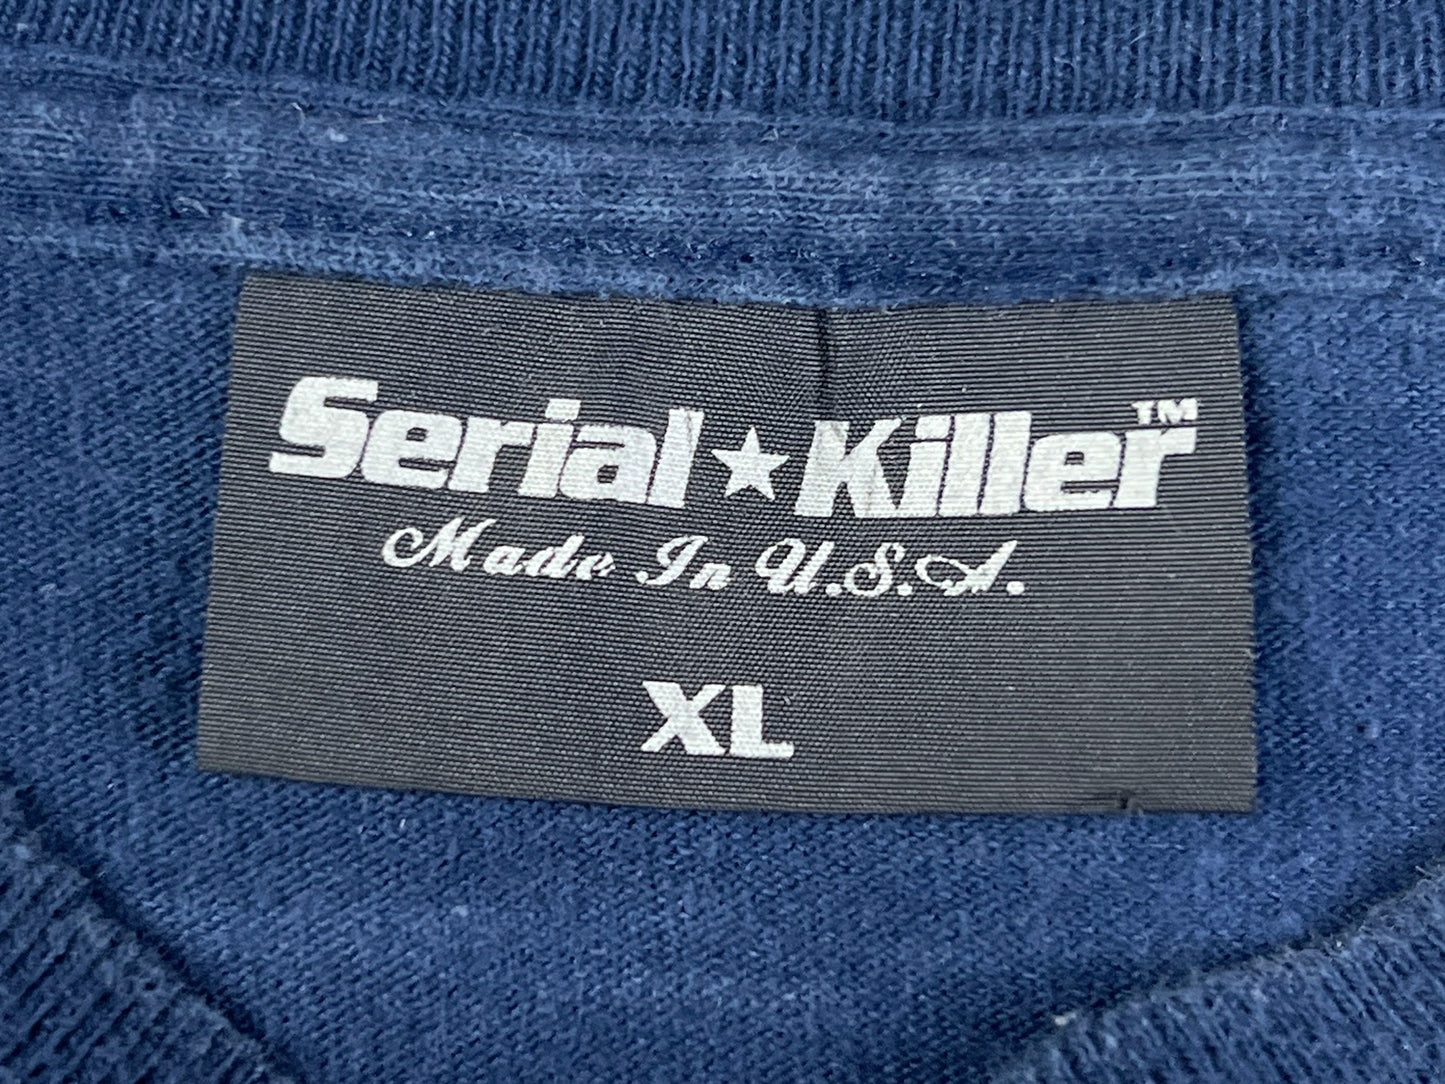 Serial★Killer™
Made In U.S.A.
XL